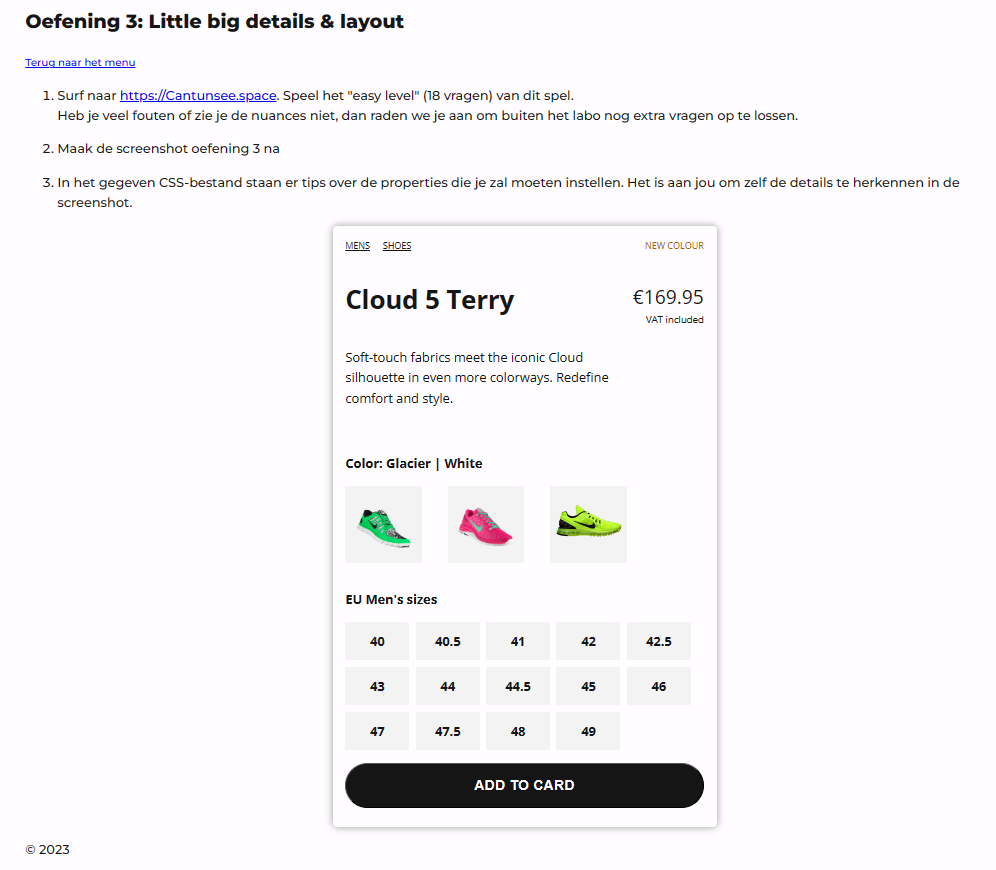 Oefening 3: Little big details & layout
Terug naar het menu
1. Surf naar https://Cantunsee.space. Speel het "easy level" (18 vragen) van dit spel.
Heb je veel fouten of zie je de nuances niet, dan raden we je aan om buiten het labo nog extra vragen op te lossen.
2. Maak de screenshot oefening 3 na
3. In het gegeven CSS-bestand staan er tips over de properties die je zal moeten instellen. Het is aan jou om zelf de details te herkennen in de
screenshot.
MENS SHOES NEW COLOUR
Cloud 5 Terry €169.95
VAT included
Soft-touch fabrics meet the iconic Cloud
silhouette in even more colorways. Redefine
comfort and style.
Color: Glacier | White
EU Men's sizes
40 40.5 41 42 42.5
43 44 44.5 45 46
47 47.5 48 49
ADD TO CARD
© 2023